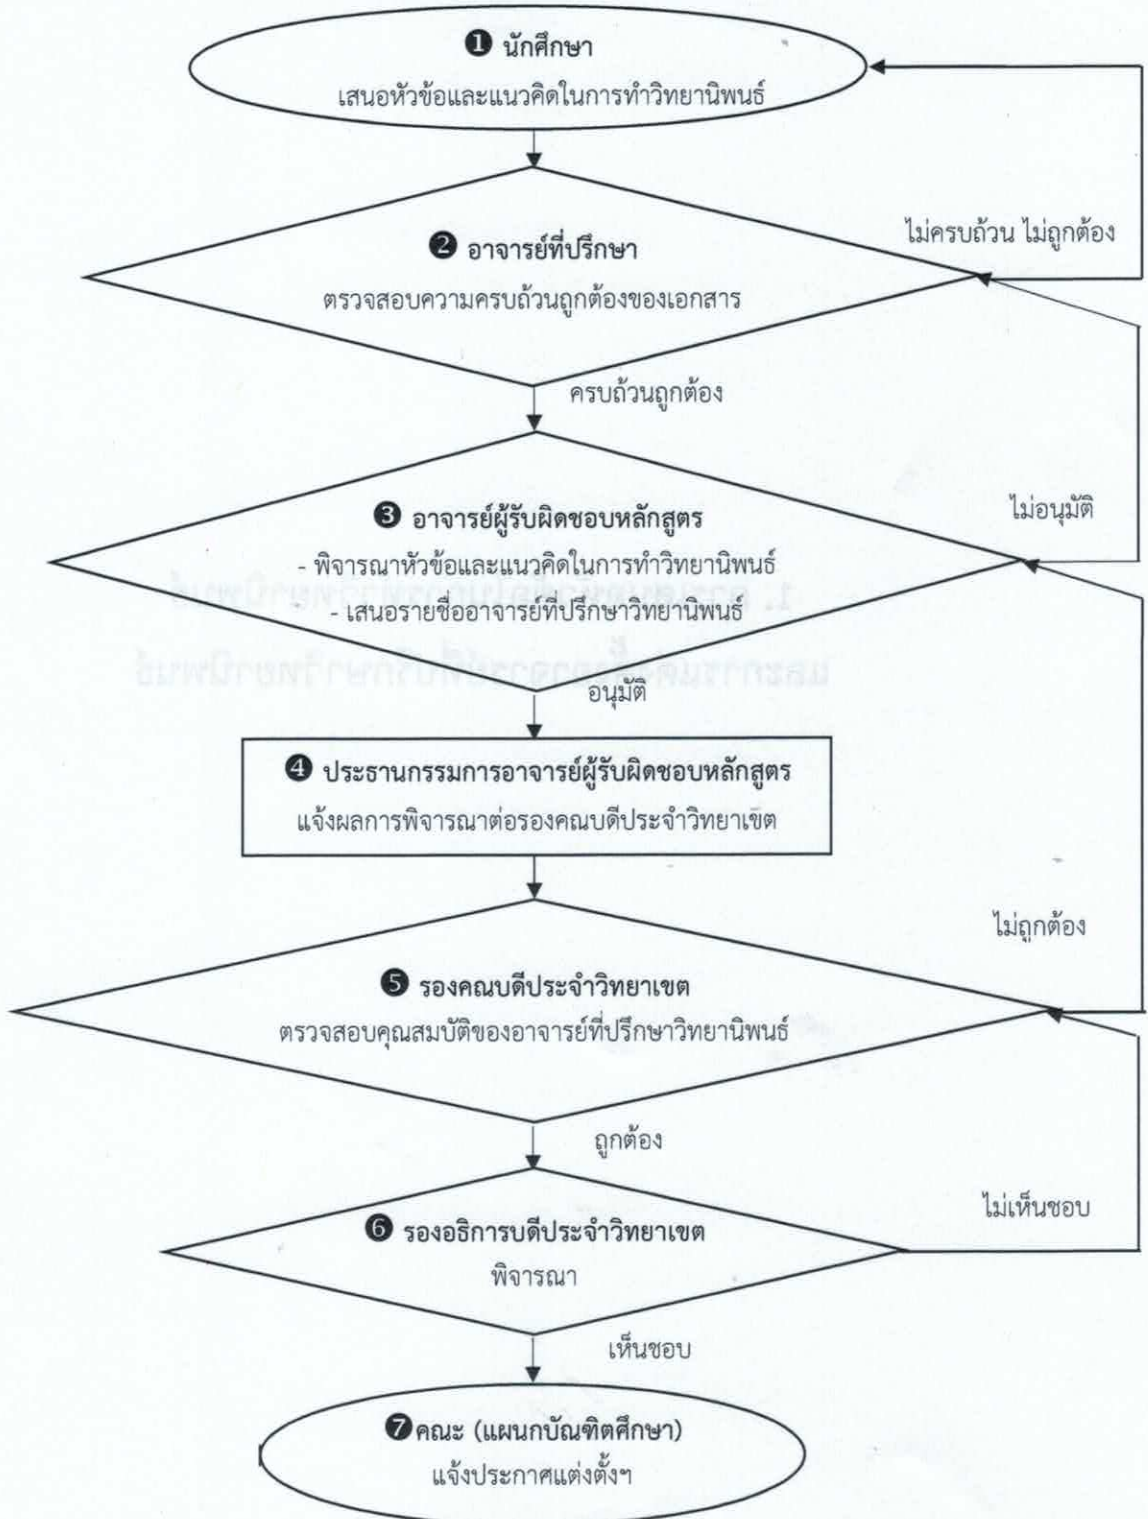 ❶ นักศึกษา
เสนอหัวข้อและแนวคิดในการทำวิทยานิพนธ์
❷ อาจารย์ที่ปรึกษา
ไม่ครบถ้วน ไม่ถูกต้อง
ตรวจสอบความครบถ้วนถูกต้องของเอกสาร
ครบถ้วนถูกต้อง
❸ อาจารย์ผู้รับผิดชอบหลักสูตร
ไม่อนุมัติ
- พิจารณาหัวข้อและแนวคิดในการทำวิทยานิพนธ์
- เสนอรายชื่ออาจารย์ที่ปรึกษาวิทยานิพนธ์
อนุมัติ
❹ ประธานกรรมการอาจารย์ผู้รับผิดชอบหลักสูตร
แจ้งผลการพิจารณาต่อรองคณบดีประจำวิทยาเขต
ไม่ถูกต้อง
❺ รองคณบดีประจำวิทยาเขต
ตรวจสอบคุณสมบัติของอาจารย์ที่ปรึกษาวิทยานิพนธ์
ถูกต้อง
ไม่เห็นชอบ
❻ รองอธิการบดีประจำวิทยาเขต
พิจารณา
เห็นชอบ
❼คณะ (แผนกบัณฑิตศึกษา)
แจ้งประกาศแต่งตั้งฯ